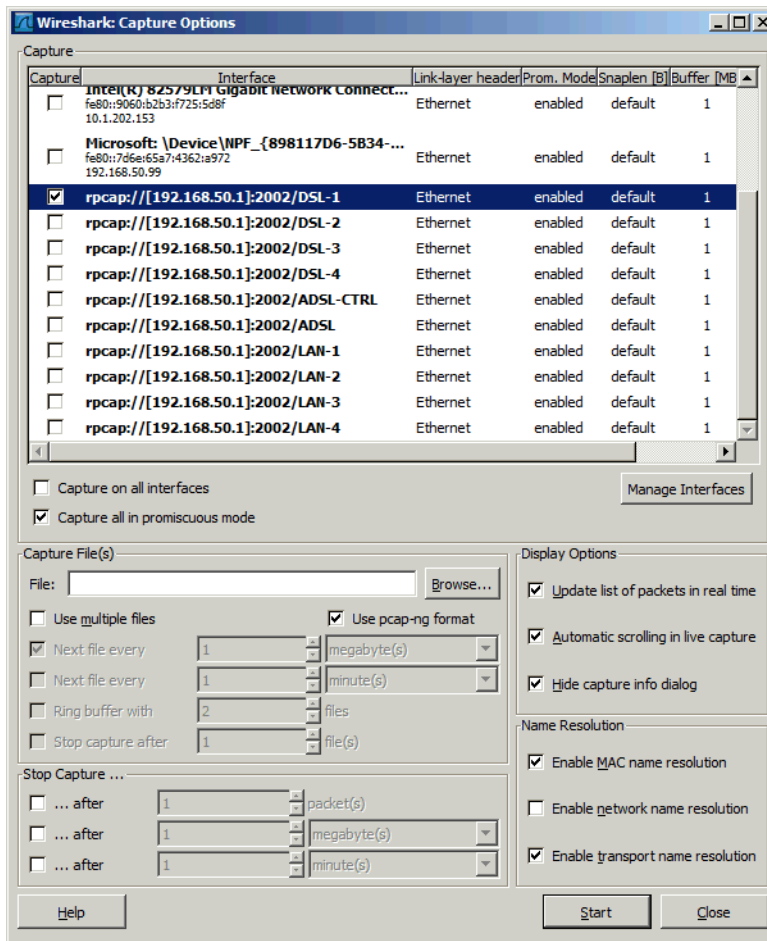 Wireshark: Capture Options
Capture
Capture Interface Link-layer header Prom. Mode Snaplen [B] Buffer [MB
Intel(R) 82579LM Gigabit Network Connect...
fe80::9060:b2b3:f725:5d8f Ethernet enabled default 1
10.1.202.153
Microsoft: \Device\NPF_{898117D6-5B34-...
fe80::7d6e:65a7:4362:a972 Ethernet enabled default 1
192.168.50.99
rpcap://[192.168.50.1]:2002/DSL-1 Ethernet enabled default 1
rpcap://[192.168.50.1]:2002/DSL-2 Ethernet enabled default 1
rpcap://[192.168.50.1]:2002/DSL-3 Ethernet enabled default 1
rpcap://[192.168.50.1]:2002/DSL-4 Ethernet enabled default 1
rpcap://[192.168.50.1]:2002/ADSL-CTRL Ethernet enabled default 1
rpcap://[192.168.50.1]:2002/ADSL Ethernet enabled default 1
rpcap://[192.168.50.1]:2002/LAN-1 Ethernet enabled default 1
rpcap://[192.168.50.1]:2002/LAN-2 Ethernet enabled default 1
rpcap://[192.168.50.1]:2002/LAN-3 Ethernet enabled default 1
rpcap://[192.168.50.1]:2002/LAN-4 Ethernet enabled default 1
Capture on all interfaces
Manage Interfaces
Capture all in promiscuous mode
Capture File(s)
File: Browse...
Use multiple files Use pcap-ng format
Next file every 1 megabyte(s)
Next file every 1 minute(s)
Ring buffer with 2 files
Stop capture after 1 file(s)
Stop Capture ...
... after 1 packet(s)
... after 1 megabyte(s)
... after 1 minute(s)
Display Options
Update list of packets in real time
Automatic scrolling in live capture
Hide capture info dialog
Name Resolution
Enable MAC name resolution
Enable network name resolution
Enable transport name resolution
Help Start Close